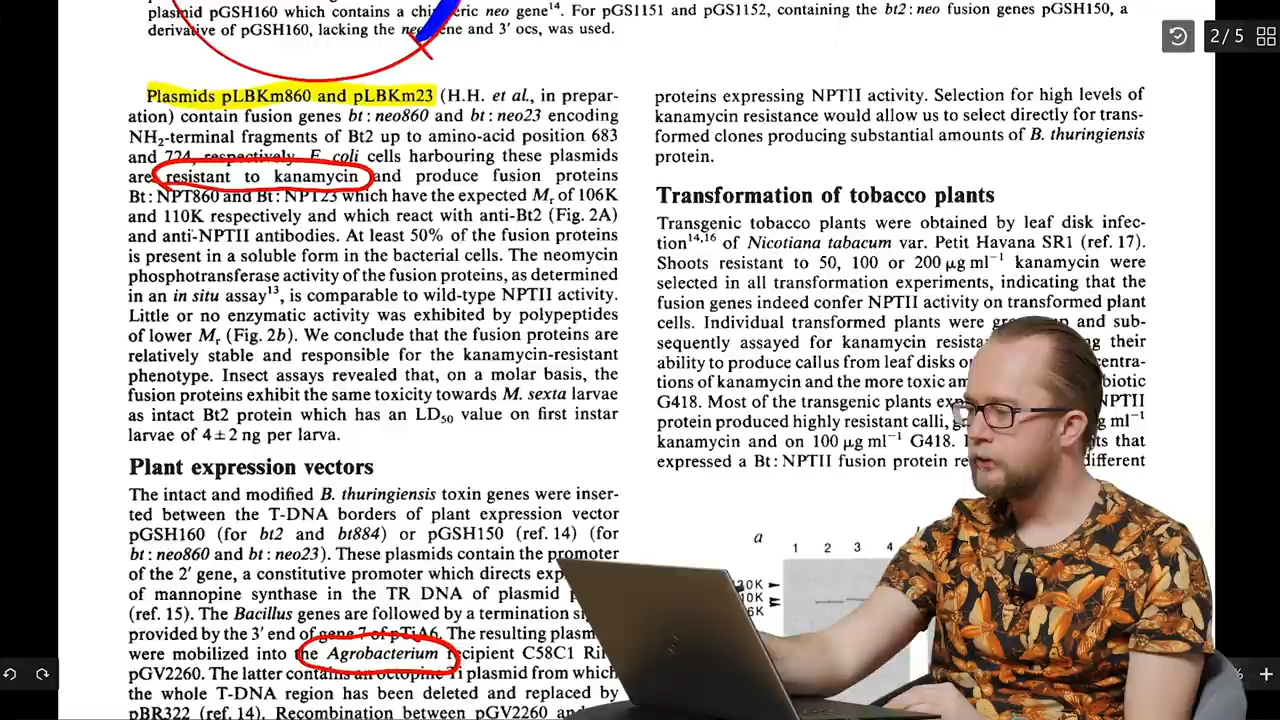 plasmid pGSH160 which contains a chimeric neo gene14. For pGS1151 and pGS1152, containing the bt2:neo fusion genes pGSH150, a
derivative of pGSH160, lacking the neo gene and 3′ ocs, was used.
2/5
Plasmids pLBKm860 and pLBKm23 (H.H. et al., in prepar-
ation) contain fusion genes bt:neo860 and bt:neo23 encoding
NH2-terminal fragments of Bt2 up to amino-acid position 683
and 724, respectively. E. coli cells harbouring these plasmids
are resistant to kanamycin and produce fusion proteins
Bt:NPT860 and Bt:NPT23 which have the expected Mr of 106K
and 110K respectively and which react with anti-Bt2 (Fig. 2A)
and anti-NPTII antibodies. At least 50% of the fusion proteins
is present in a soluble form in the bacterial cells. The neomycin
phosphotransferase activity of the fusion proteins, as determined
in an in situ assay13, is comparable to wild-type NPTII activity.
Little or no enzymatic activity was exhibited by polypeptides
of lower Mr (Fig. 2b). We conclude that the fusion proteins are
relatively stable and responsible for the kanamycin-resistant
phenotype. Insect assays revealed that, on a molar basis, the
fusion proteins exhibit the same toxicity towards M. sexta larvae
as intact Bt2 protein which has an LD50 value on first instar
larvae of 4±2 ng per larva.
Plant expression vectors
The intact and modified B. thuringiensis toxin genes were inser-
ted between the T-DNA borders of plant expression vector
pGSH160 (for bt2 and bt884) or pGSH150 (ref. 14) (for
bt:neo860 and bt:neo23). These plasmids contain the promoter
of the 2′ gene, a constitutive promoter which directs
of mannopine synthase in the TR DNA of plasmid
(ref. 15). The Bacillus genes are followed by a termination
provided by the 3′ end of gene 7 of pTiA6. The resulting
were mobilized into the Agrobacterium recipient C58C1
pGV2260. The latter contains an octopine Ti plasmid from which
the whole T-DNA region has been deleted and replaced by
pBR322 (ref. 14). Recombination between pGV2260 and
proteins expressing NPTII activity. Selection for high levels of
kanamycin resistance would allow us to select directly for trans-
formed clones producing substantial amounts of B. thuringiensis
protein.
Transformation of tobacco plants
Transgenic tobacco plants were obtained by leaf disk infec-
tion14,16 of Nicotiana tabacum var. Petit Havana SR1 (ref. 17).
Shoots resistant to 50, 100 or 200 μg ml−1 kanamycin were
selected in all transformation experiments, indicating that the
fusion genes indeed confer NPTII activity on transformed plant
cells. Individual transformed plants were and sub-
sequently assayed for kanamycin their
ability to produce callus from leaf disks
tions of kanamycin and the more toxic
G418. Most of the transgenic plants NPTII
protein produced highly resistant calli, ml−1
kanamycin and on 100 μg ml−1 G418. that
expressed a Bt:NPTII fusion protein different
a
1 2 3 4